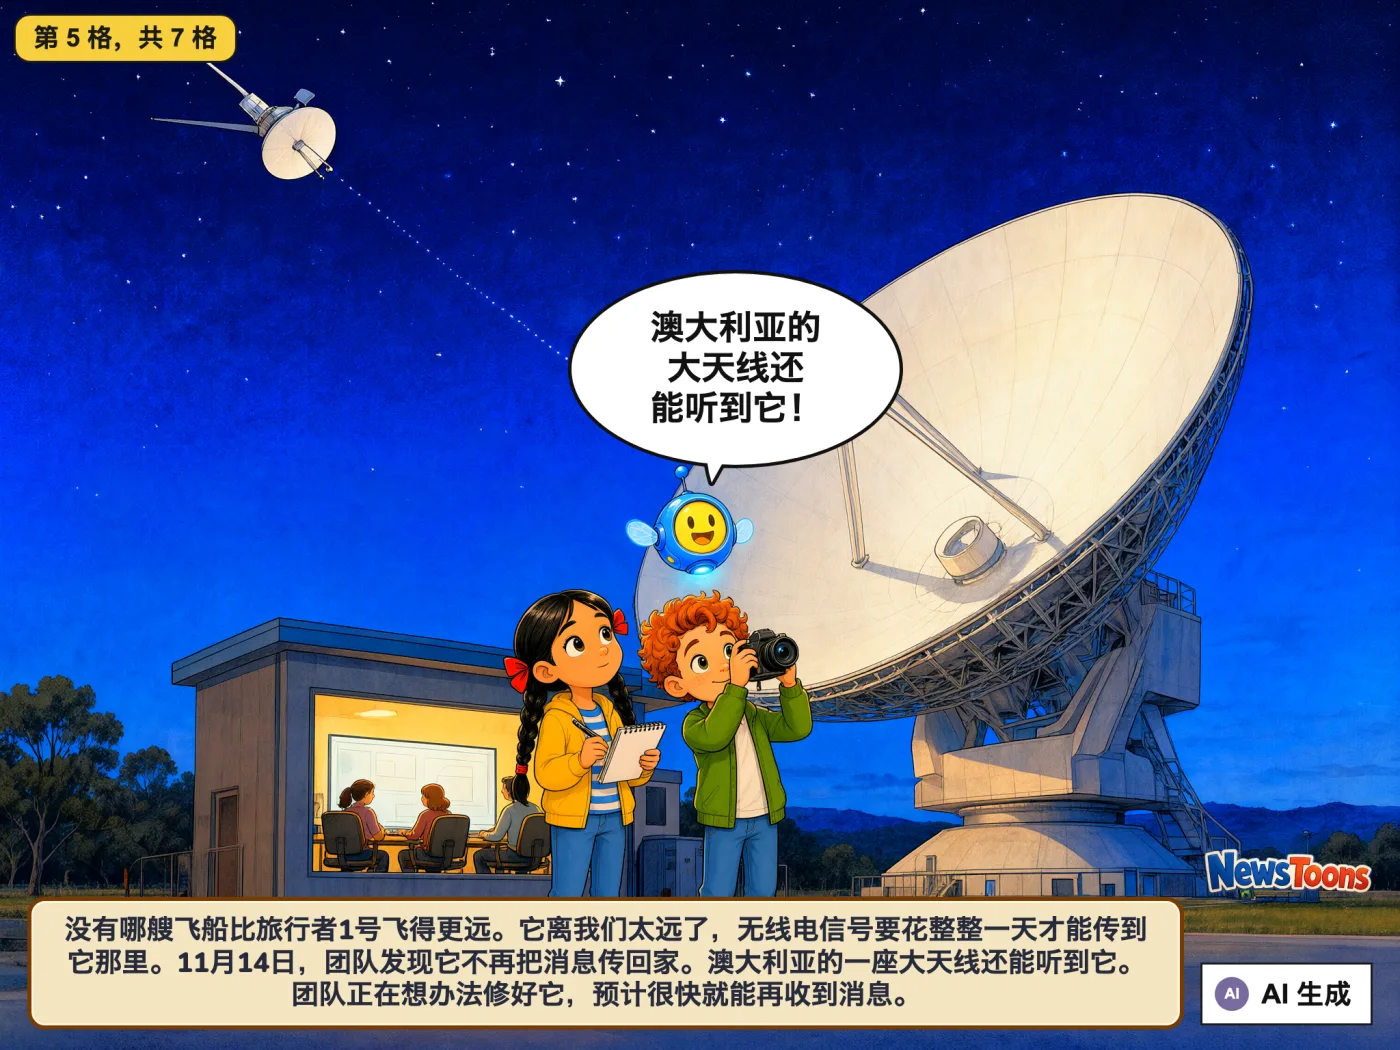 第 5 格，共 7 格
澳大利亚的
大天线还
能听到它！
NEWSTOONS
没有哪艘飞船比旅行者1号飞得更远。它离我们太远了，无线电信号要花整整一天才能传到
它那里。11月14日，团队发现它不再把消息传回家。澳大利亚的一座大天线还能听到它。
团队正在想办法修好它，预计很快就能再收到消息。
AI AI 生成